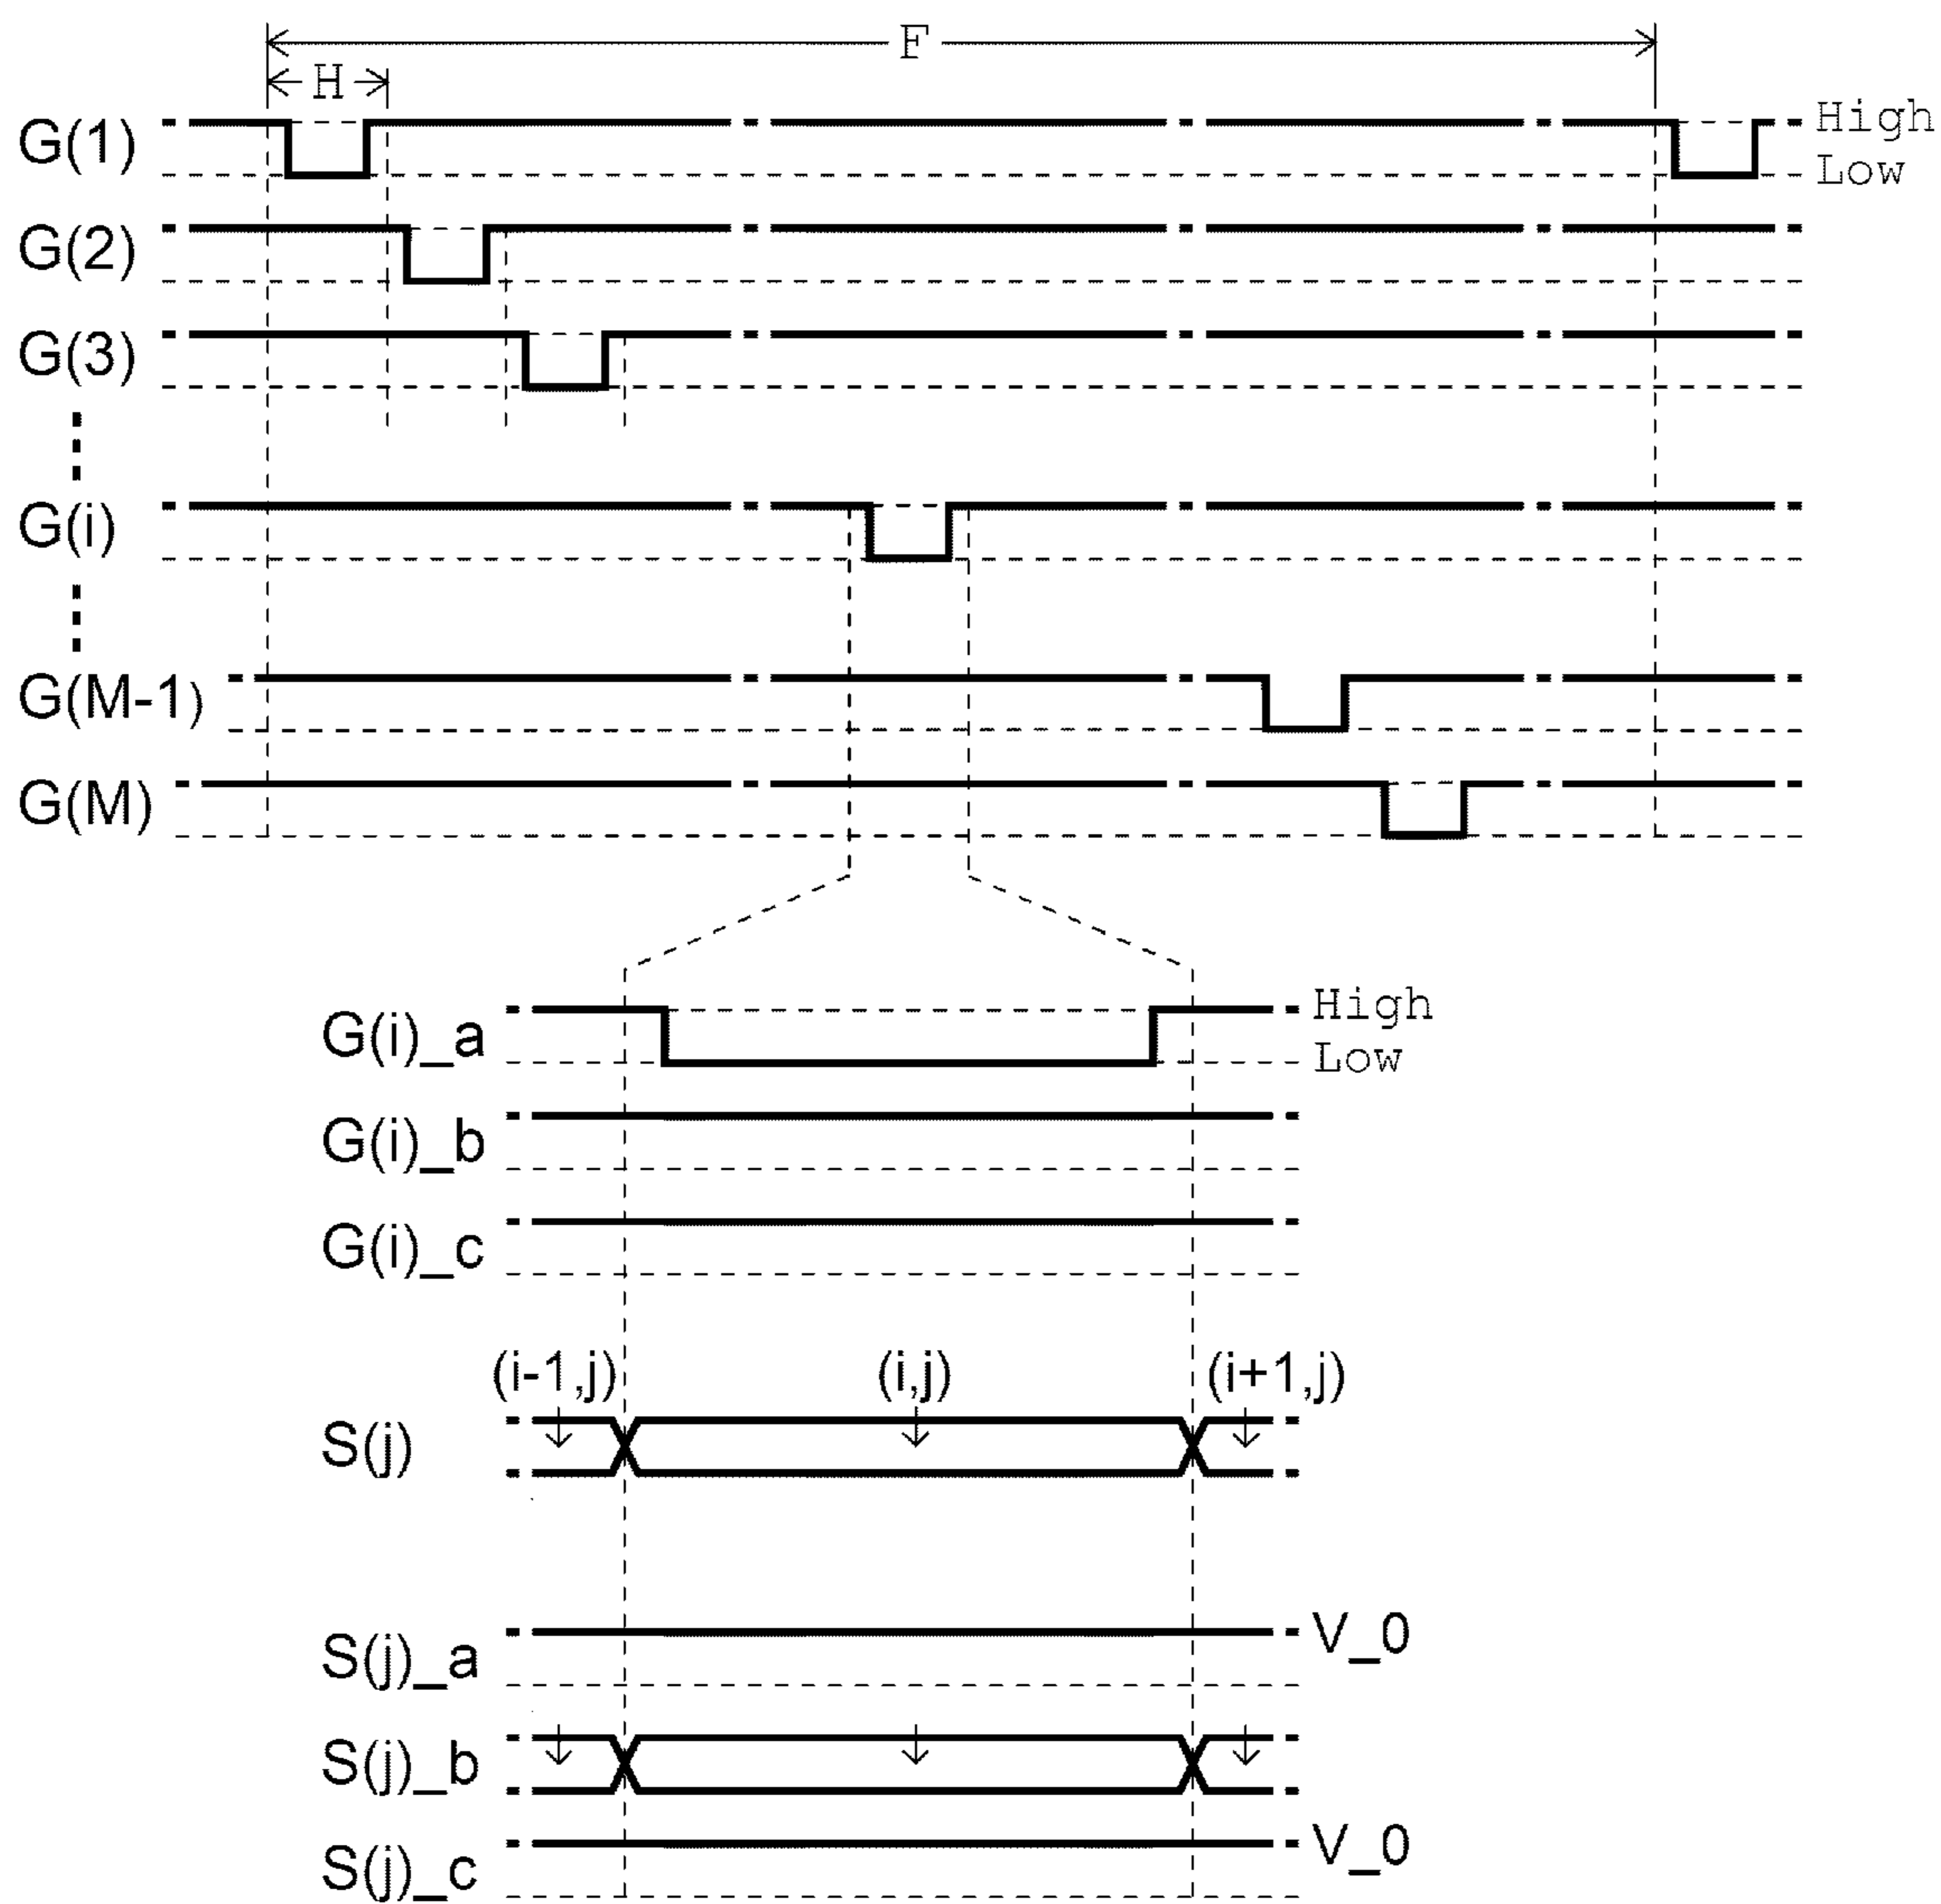 F
H
G(1) High
Low
G(2)
G(3)
G(i)
G(M-1)
G(M)
G(i)_a High
Low
G(i)_b
G(i)_c
(i-1,j) (i,j) (i+1,j)
S(j)
S(j)_a V_0
S(j)_b
S(j)_c V_0